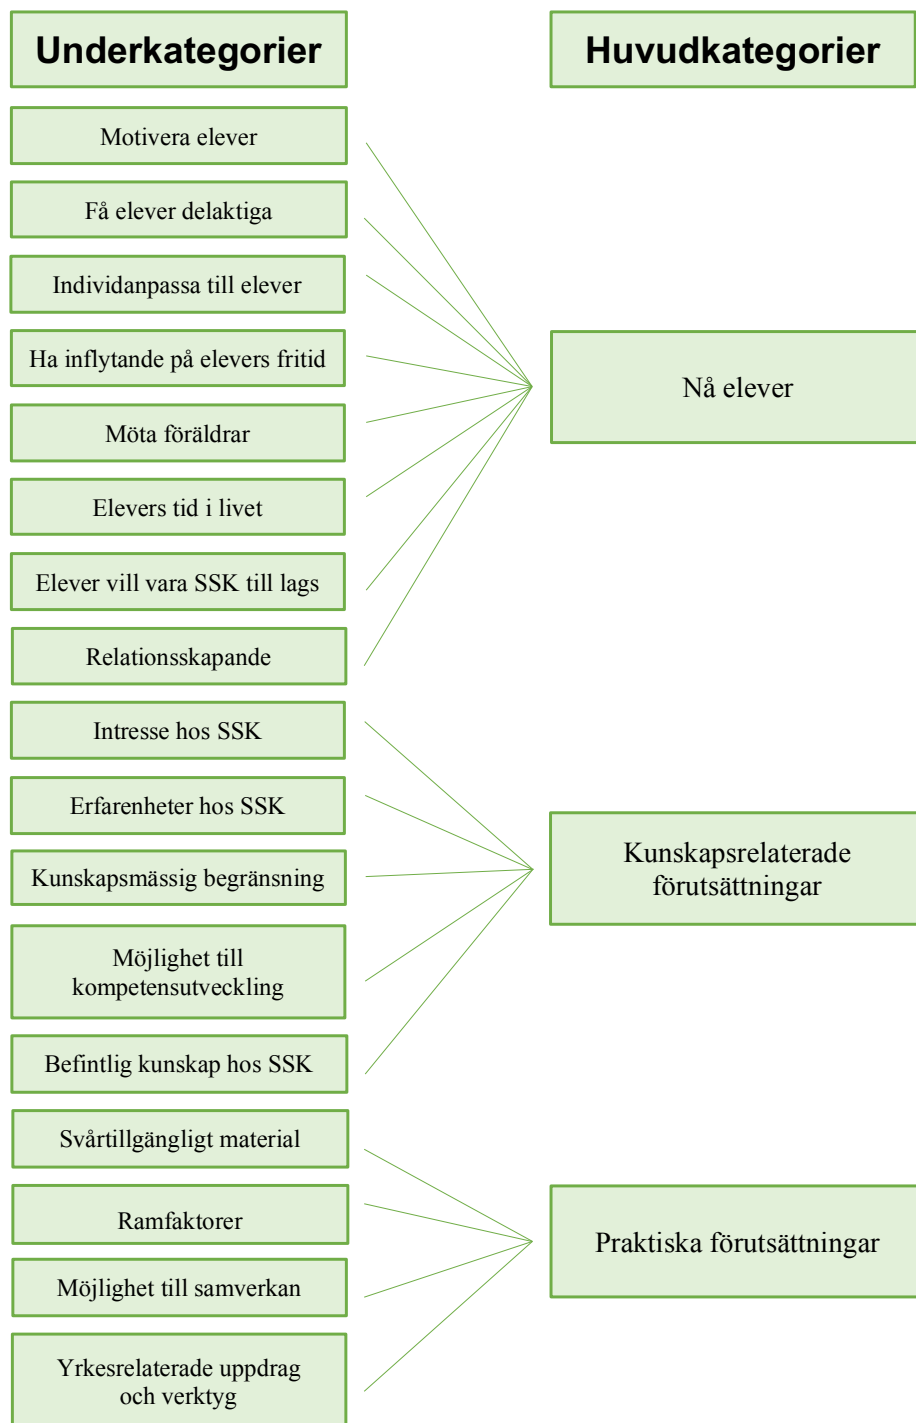 Underkategorier
Huvudkategorier
Motivera elever
Få elever delaktiga
Individanpassa till elever
Ha inflytande på elevers fritid
Möta föräldrar
Elevers tid i livet
Elever vill vara SSK till lags
Relationsskapande
Nå elever
Intresse hos SSK
Erfarenheter hos SSK
Kunskapsmässig begränsning
Möjlighet till
kompetensutveckling
Befintlig kunskap hos SSK
Kunskapsrelaterade
förutsättningar
Svårtillgängligt material
Ramfaktorer
Möjlighet till samverkan
Yrkesrelaterade uppdrag
och verktyg
Praktiska förutsättningar